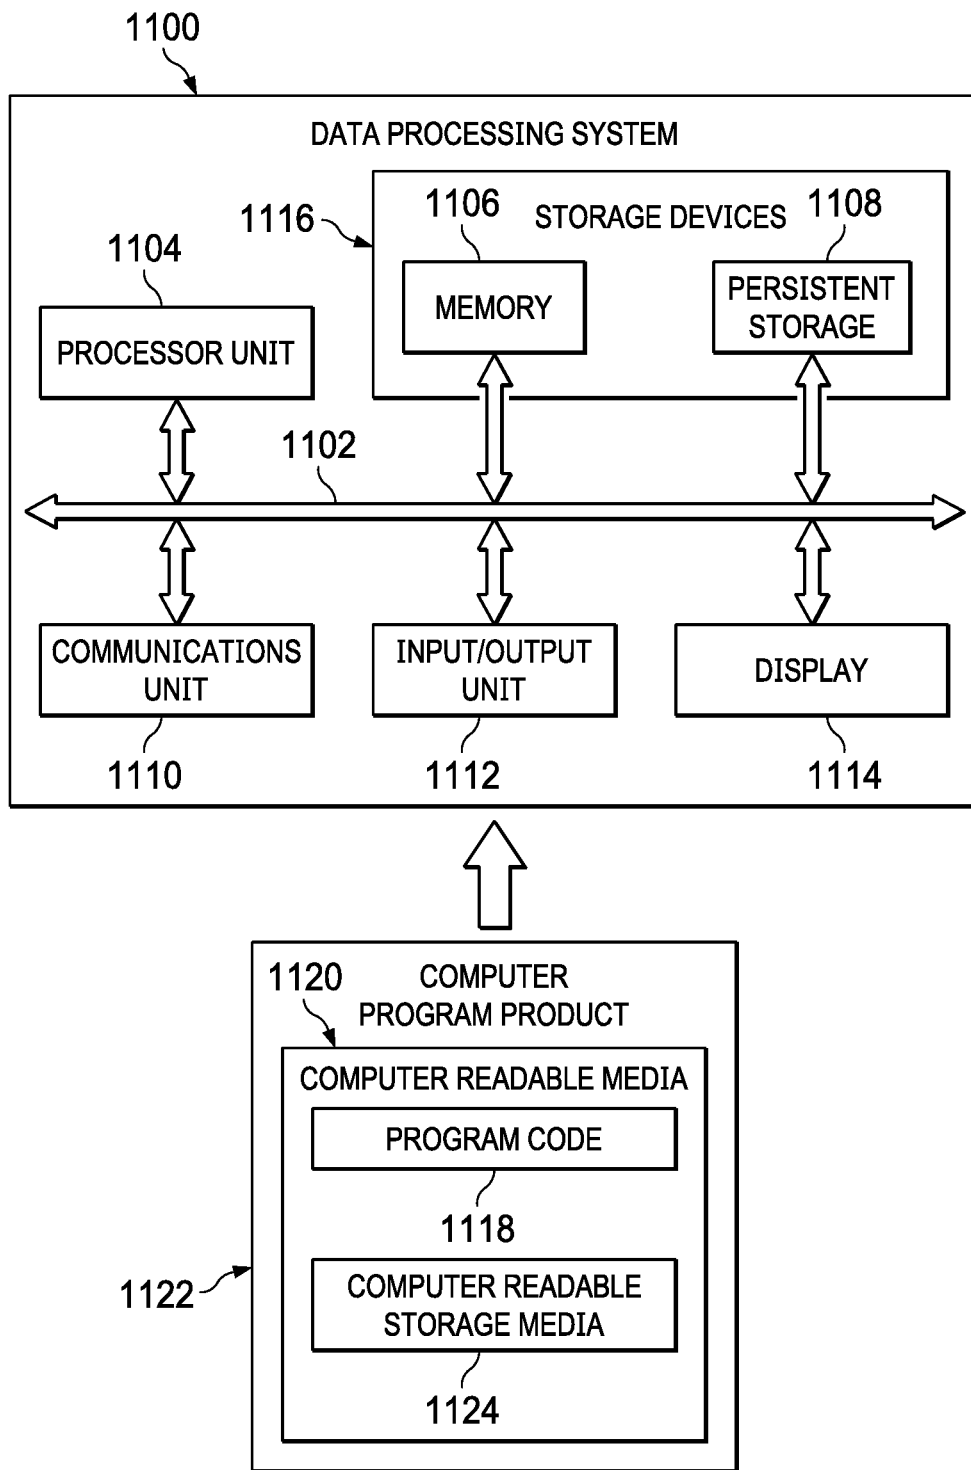 1100
DATA PROCESSING SYSTEM
1116
1106
STORAGE DEVICES
1108
1104
MEMORY
PERSISTENT
STORAGE
PROCESSOR UNIT
1102
COMMUNICATIONS
UNIT
INPUT/OUTPUT
UNIT
DISPLAY
1110
1112
1114
COMPUTER
PROGRAM PRODUCT
1120
COMPUTER READABLE MEDIA
PROGRAM CODE
1118
1122
COMPUTER READABLE
STORAGE MEDIA
1124